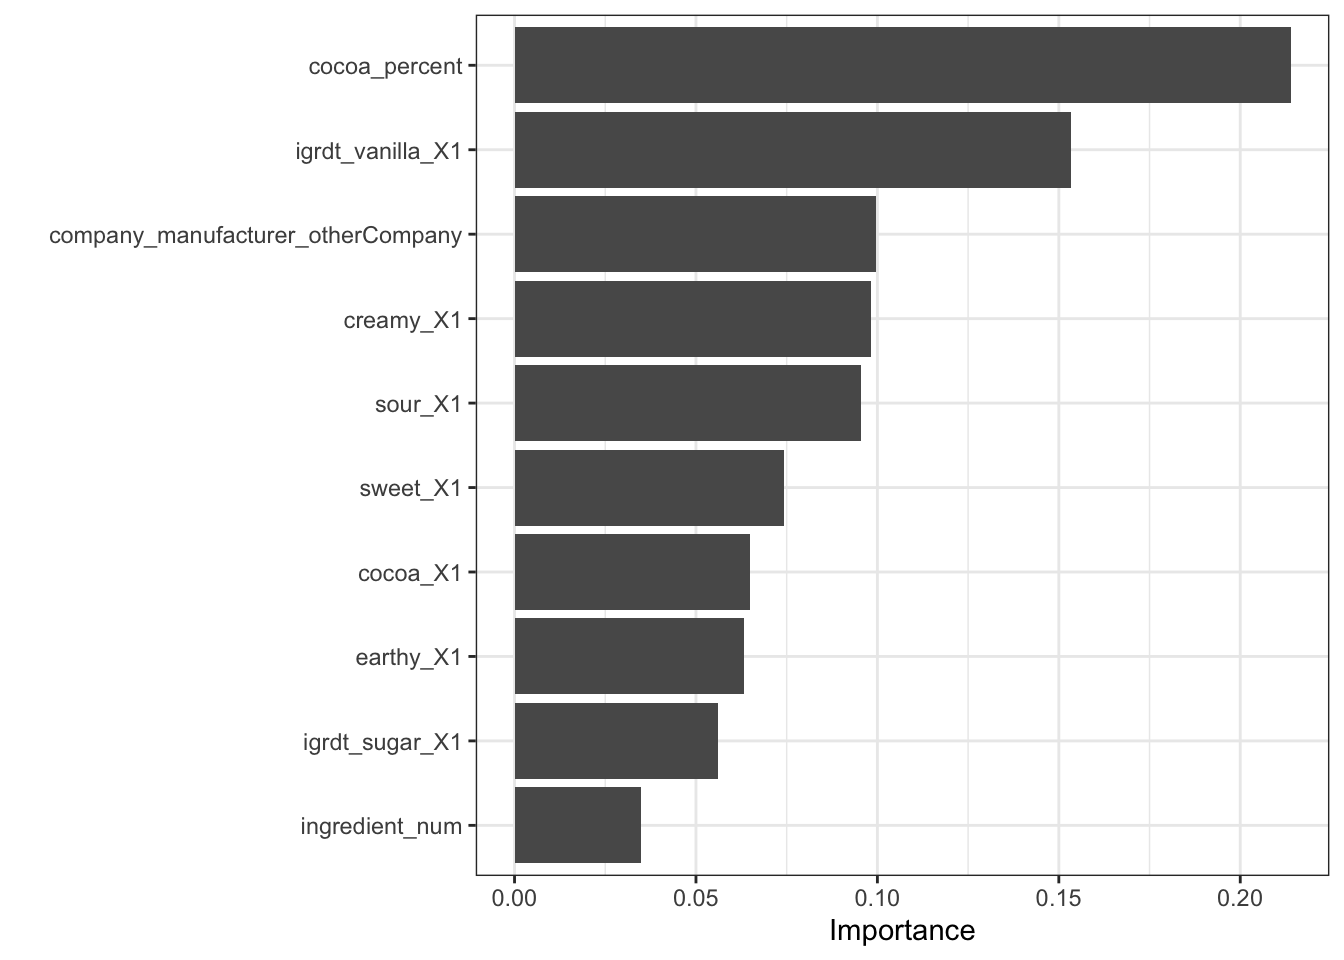 cocoa_percent
igrdt_vanilla_X1
company_manufacturer_otherCompany
creamy_X1
sour_X1
sweet_X1
cocoa_X1
earthy_X1
igrdt_sugar_X1
ingredient_num
0.00 0.05 0.10 0.15 0.20
Importance